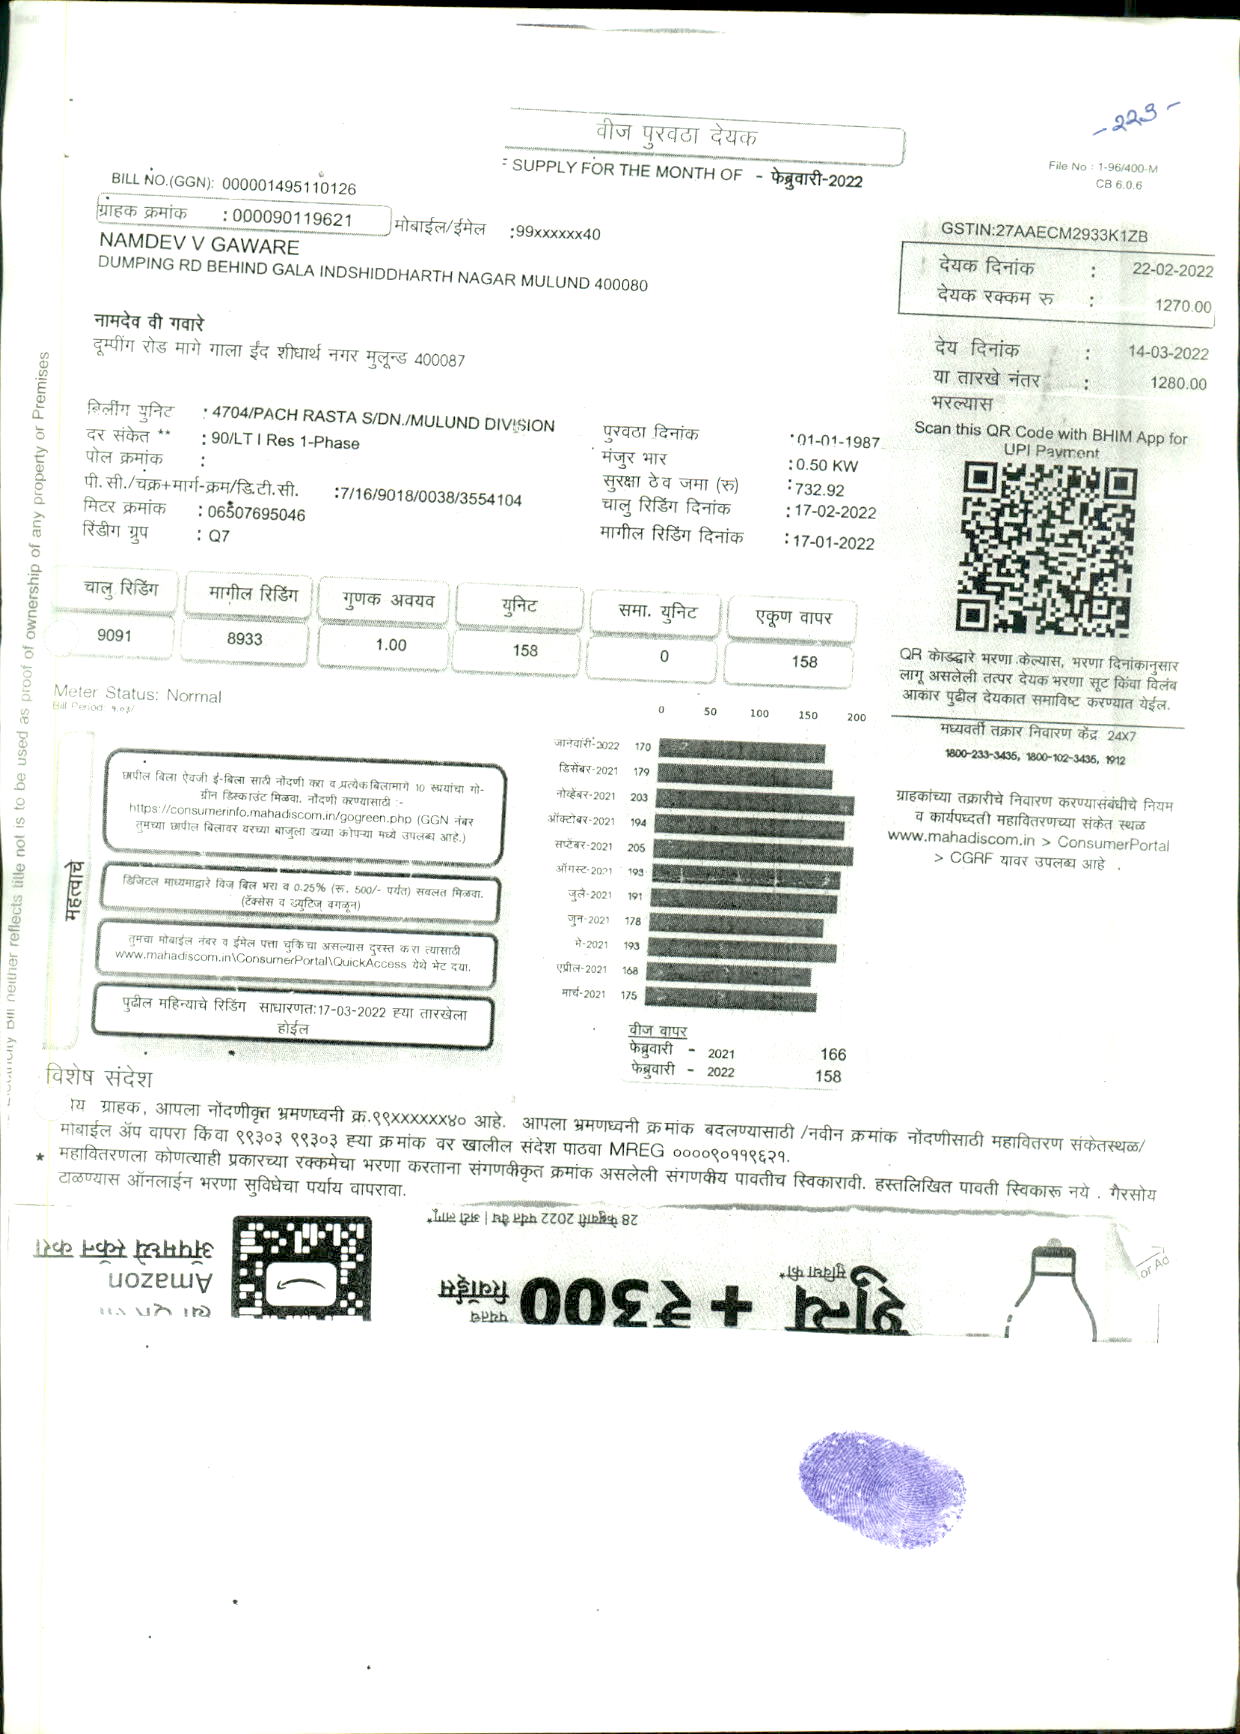 -223-
वीज पुरवठा देयक
SUPPLY FOR THE MONTH OF - फेब्रुवारी-2022
File No : 1-96/400-M
CB 6.0.6
BILL NO.(GGN): 000001495110126
ग्राहक क्रमांक : 000090119621
मोबाईल/ईमेल :99xxxxxx40
NAMDEV V GAWARE
DUMPING RD BEHIND GALA INDSHIDDHARTH NAGAR MULUND 400080
नामदेव वी गवारे
दूम्पींग रोड मागे गाला ईंद शीधार्थ नगर मुलून्ड 400087
GSTIN:27AAECM2933K1ZB
देयक दिनांक : 22-02-2022
देयक रक्कम रु : 1270.00
देय दिनांक : 14-03-2022
या तारखे नंतर : 1280.00
भरल्यास
बिलींग युनिट : 4704/PACH RASTA S/DN./MULUND DIVISION
दर संकेत ** : 90/LT I Res 1-Phase
पोल क्रमांक :
पी.सी./चक्र+मार्ग-क्रम/डि.टी.सी. :7/16/9018/0038/3554104
मिटर क्रमांक : 06507695046
रिंडीग ग्रुप : Q7
पुरवठा दिनांक :01-01-1987
मंजुर भार :0.50 KW
सुरक्षा ठेव जमा (रु) :732.92
चालु रिडिंग दिनांक :17-02-2022
मागील रिडिंग दिनांक :17-01-2022
Scan this QR Code with BHIM App for
UPI Payment
चालु रिडिंग मागील रिडिंग गुणक अवयव युनिट समा. युनिट एकूण वापर
9091 8933 1.00 158 0 158
QR कोडद्वारे भरणा केल्यास, भरणा दिनांकानुसार
लागू असलेली तत्पर देयक भरणा सूट किंवा विलंब
आकार पुढील देयकात समाविष्ट करण्यात येईल.
मध्यवर्ती तक्रार निवारण केंद्र 24X7
1800-233-3435, 1800-102-3435, 1912
ग्राहकांच्या तक्रारीचे निवारण करण्यासंबंधीचे नियम
व कार्यपध्दती महावितरणच्या संकेत स्थळ
www.mahadiscom.in > ConsumerPortal
> CGRF यावर उपलब्ध आहे .
Meter Status: Normal
Bill Period:
महत्वाचे
छापील बिला ऐवजी ई-बिला साठी नोंदणी करा व प्रत्येक बिलामागे 10 रुपयांचा गो-
ग्रीन डिस्काउंट मिळवा. नोंदणी करण्यासाठी :-
https://consumerinfo.mahadiscom.in/gogreen.php (GGN नंबर
तुमच्या छापील बिलावर वरच्या बाजुला डाव्या कोपऱ्या मध्ये उपलब्ध आहे.)
डिजिटल माध्यमाद्वारे विज बिल भरा व 0.25% (रू. 500/- पर्यंत) सवलत मिळवा.
(टॅक्सेस व ड्युटिज वगळून)
तुमचा मोबाईल नंबर व ईमेल पत्ता चुकिचा असल्यास दुरस्त करा त्यासाठी
www.mahadiscom.in\ConsumerPortal\QuickAccess येथे भेट दया.
पुढील महिन्याचे रिडिंग साधारणत:17-03-2022 ह्या तारखेला
होईल
0 50 100 150 200
जानवारी-2022 170
डिसेंबर-2021 179
नोव्हेंबर-2021 203
ऑक्टोबर-2021 194
सप्टेंबर-2021 205
ऑगस्ट-2021 193
जुलै-2021 191
जुन-2021 178
मे-2021 193
एप्रील-2021 168
मार्च-2021 175
वीज वापर
फेब्रुवारी - 2021 166
फेब्रुवारी - 2022 158
विशेष संदेश
ग्राहक, आपला नोंदणीकृत भ्रमणध्वनी क्र.९९XXXXXX४० आहे. आपला भ्रमणध्वनी क्रमांक बदलण्यासाठी /नवीन क्रमांक नोंदणीसाठी महावितरण संकेतस्थळ/
मोबाईल ॲप वापरा किंवा ९९३०३ ९९३०३ ह्या क्रमांक वर खालील संदेश पाठवा MREG ००००९०११९६२१.
* महावितरणला कोणत्याही प्रकारच्या रक्कमेचा भरणा करताना संगणकीकृत क्रमांक असलेली संगणकीय पावतीच स्विकारावी. हस्तलिखित पावती स्विकारू नये . गैरसोय
टाळण्यास ऑनलाईन भरणा सुविधेचा पर्याय वापरावा.
28 फेब्रुवारी 2022 पर्यंत वैध | अटी लागू*
शून्य + ₹300
सुविधा फी*
पर्यंतचे
रिवॉर्ड्स
Amazon
ॲपमध्ये स्कॅन करा
Electricity Bill neither reflects title not is to be used as proof of ownership of any property or Premises